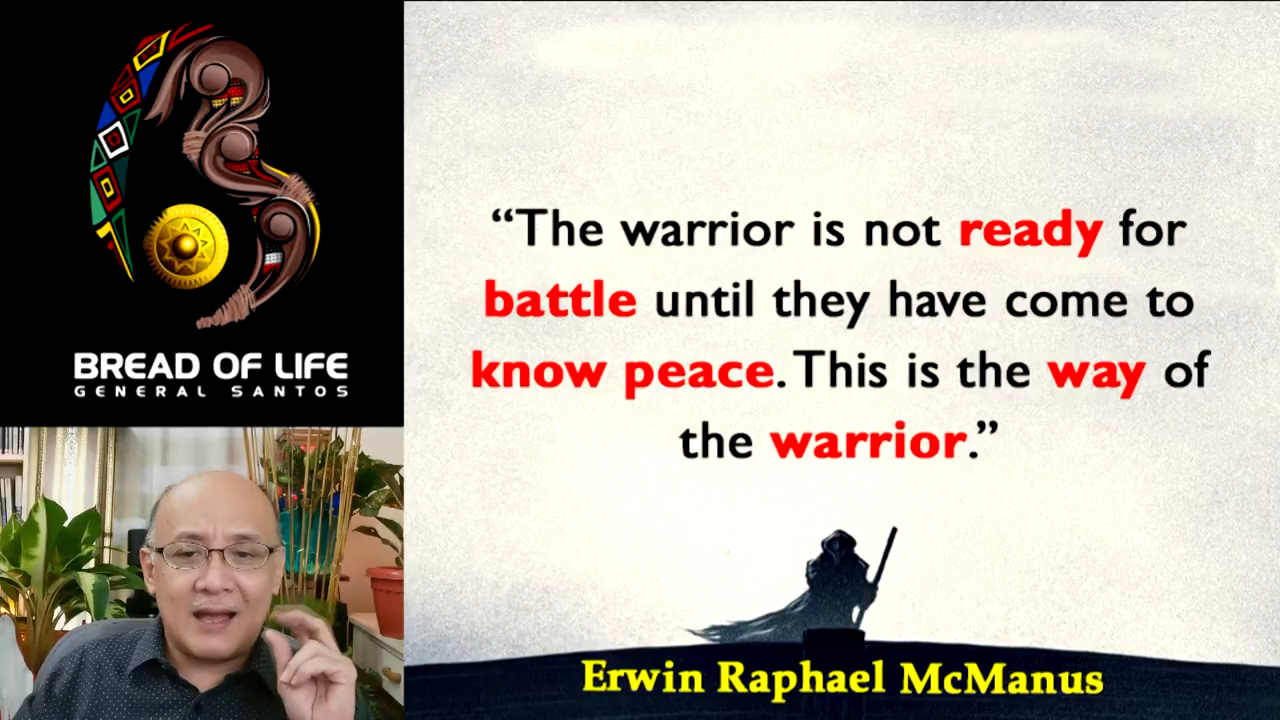 BREAD OF LIFE
GENERAL SANTOS
“The warrior is not ready for
battle until they have come to
know peace. This is the way of
the warrior.”
Erwin Raphael McManus